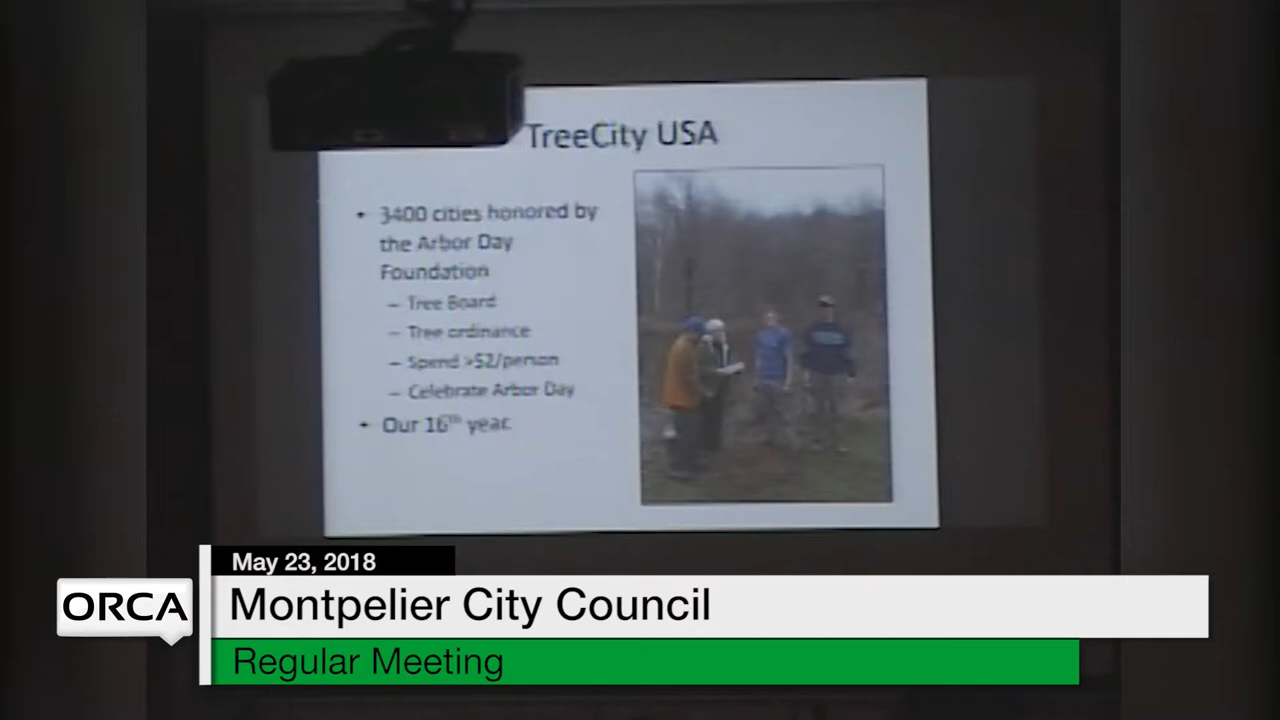 TreeCity USA
• 3400 cities honored by
the Arbor Day
Foundation
– Tree Board
– Tree ordinance
– Spend >$2/person
– Celebrate Arbor Day
• Our 16th year.
May 23, 2018
ORCA
Montpelier City Council
Regular Meeting